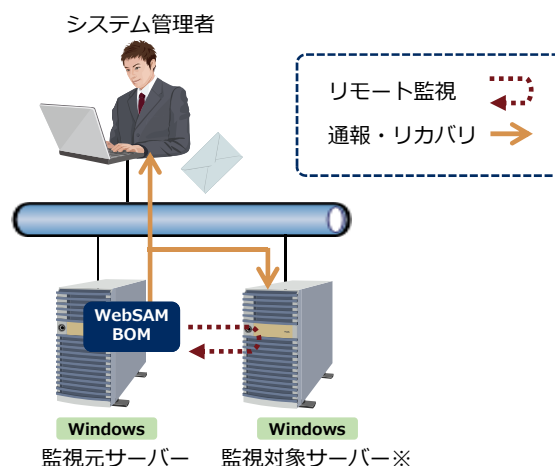 システム管理者
リモート監視
通報・リカバリ
WebSAM
BOM
Windows
Windows
監視元サーバー
監視対象サーバー※